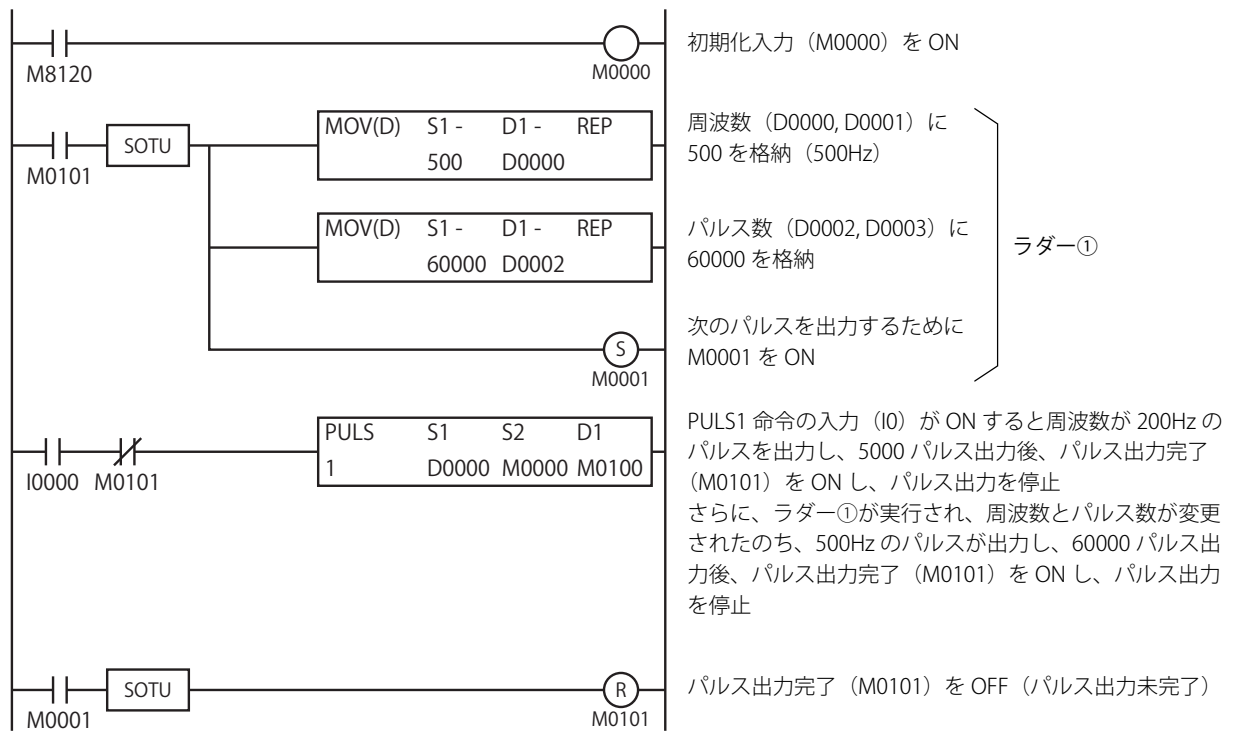 M8120
M0000
初期化入力（M0000）を ON
M0101
SOTU
MOV(D) S1 - D1 - REP
500 D0000
周波数（D0000, D0001）に
500 を格納（500Hz）
MOV(D) S1 - D1 - REP
60000 D0002
パルス数（D0002, D0003）に
60000 を格納
ラダー①
S
M0001
次のパルスを出力するために
M0001 を ON
I0000 M0101
PULS S1 S2 D1
1 D0000 M0000 M0100
PULS1 命令の入力（I0）が ON すると周波数が 200Hz の
パルスを出力し、5000 パルス出力後、パルス出力完了
（M0101）を ON し、パルス出力を停止
さらに、ラダー①が実行され、周波数とパルス数が変更
されたのち、500Hz のパルスが出力し、60000 パルス出
力後、パルス出力完了（M0101）を ON し、パルス出力
を停止
M0001
SOTU
R
M0101
パルス出力完了（M0101）を OFF（パルス出力未完了）